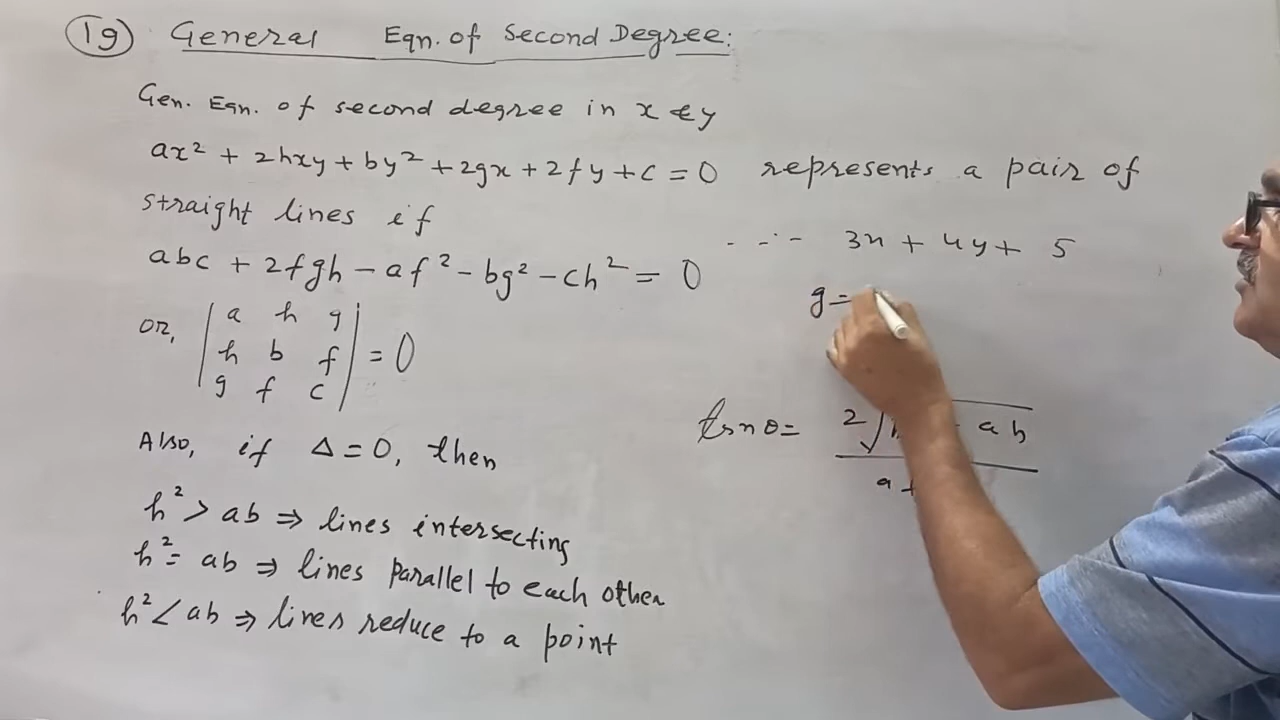 19 General Eqn. of Second Degree:
Gen. Eqn. of second degree in x & y
ax² + 2hxy + by² + 2gx + 2fy + c = 0 represents a pair of
straight lines if
abc + 2fgh - af² - bg² - ch² = 0
--·- 3x + 4y + 5
g=
or, | a h g |
| h b f | = 0
| g f c |
Also, if Δ = 0, then
tanθ = 2√ - ab
a+
h² > ab ⇒ lines intersecting
h² = ab ⇒ lines parallel to each other
h² < ab ⇒ lines reduce to a point